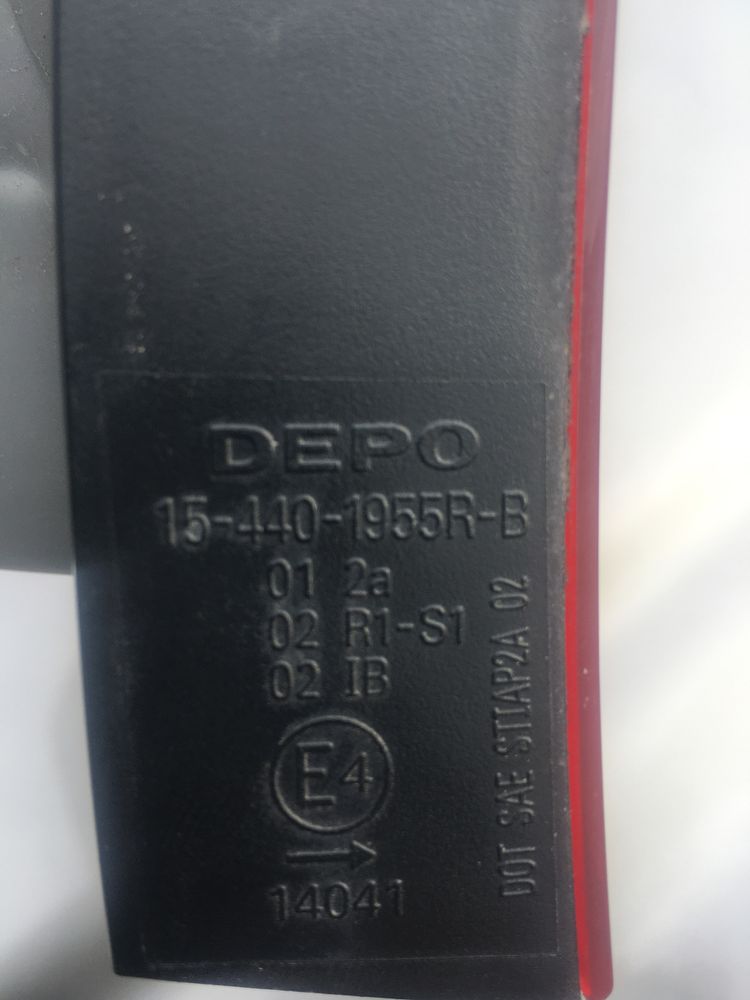 DEPO
15-440-1955R-B
01 2a
02 R1-S1
02 IB
E4
→
14041
DOT SAE STIAP2A 02